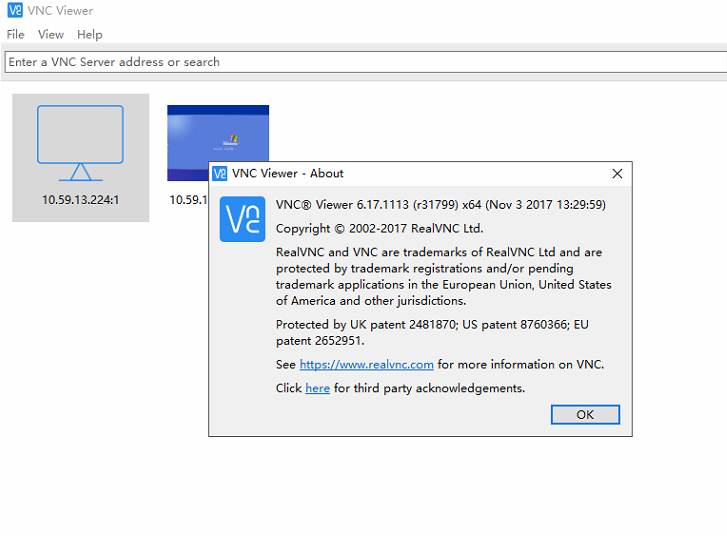 VNC Viewer
File View Help
Enter a VNC Server address or search
10.59.13.224:1
10.59.1
VNC Viewer - About
VNC® Viewer 6.17.1113 (r31799) x64 (Nov 3 2017 13:29:59)
Copyright © 2002-2017 RealVNC Ltd.
RealVNC and VNC are trademarks of RealVNC Ltd and are
protected by trademark registrations and/or pending
trademark applications in the European Union, United States
of America and other jurisdictions.
Protected by UK patent 2481870; US patent 8760366; EU
patent 2652951.
See https://www.realvnc.com for more information on VNC.
Click here for third party acknowledgements.
OK